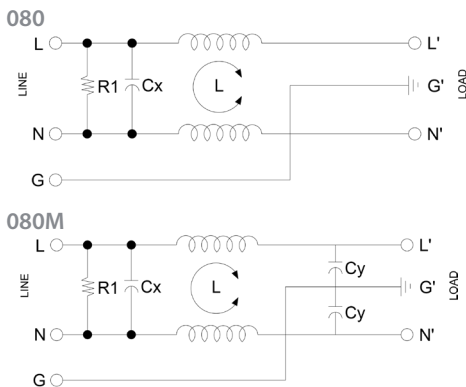 080
L L'
LINE R1 Cx L G' LOAD
N N'
G
080M
L L'
Cy
LINE R1 Cx L G' LOAD
Cy
N N'
G